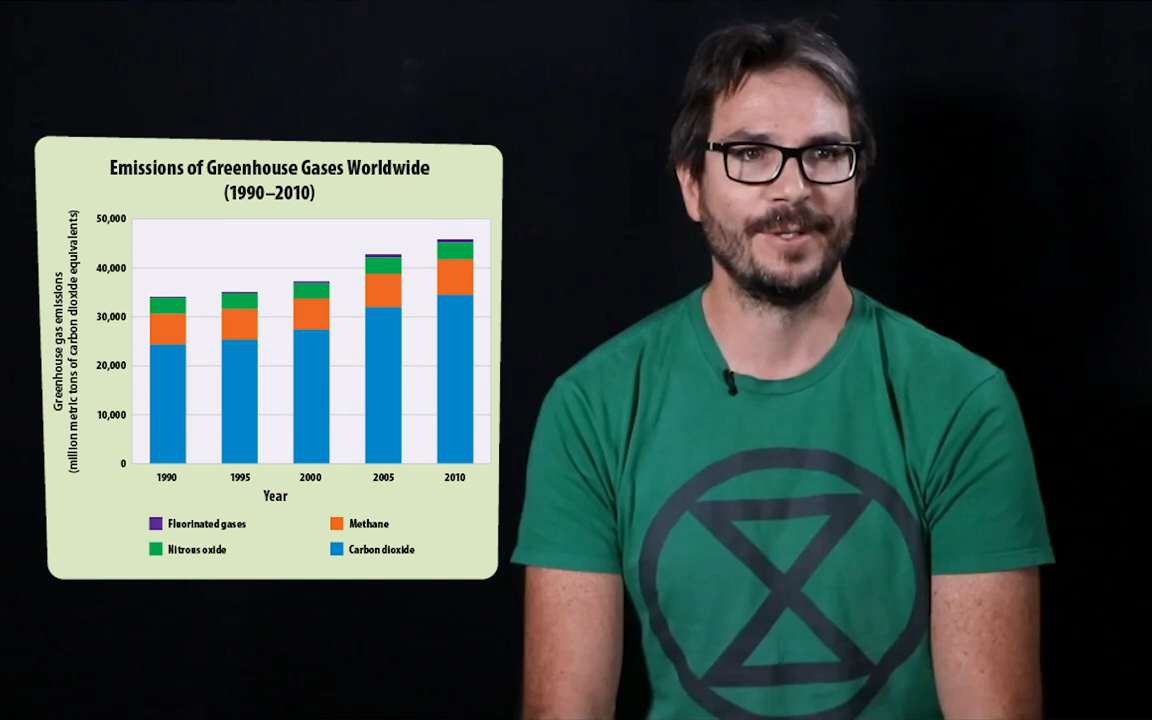 Emissions of Greenhouse Gases Worldwide
(1990–2010)
Greenhouse gas emissions
(million metric tons of carbon dioxide equivalents)
50,000
40,000
30,000
20,000
10,000
0
1990 1995 2000 2005 2010
Year
Fluorinated gases Methane
Nitrous oxide Carbon dioxide